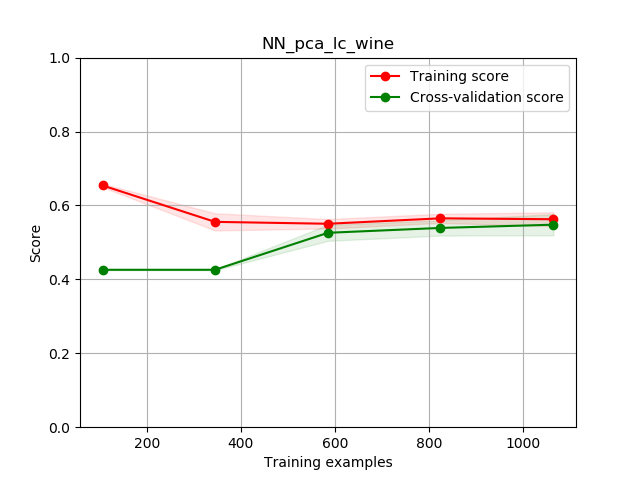 NN_pca_lc_wine
1.0
0.8
0.6
0.4
0.2
0.0
Score
Training score
Cross-validation score
200
400
600
800
1000
Training examples